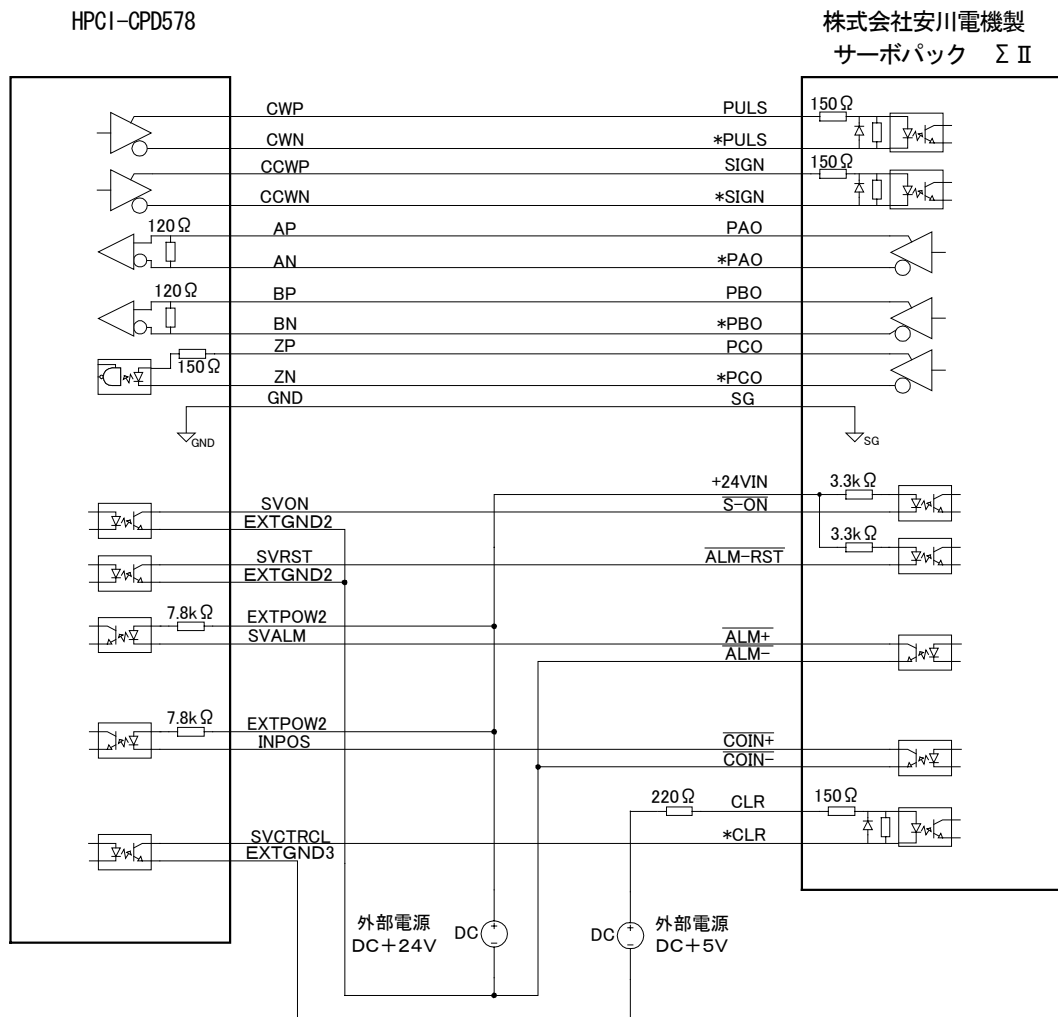 HPCI-CPD578
株式会社安川電機製
サーボパック ΣⅡ
CWP PULS 150Ω
CWN *PULS
CCWP SIGN 150Ω
CCWN *SIGN
120Ω AP PAO
AN *PAO
120Ω BP PBO
BN *PBO
ZP PCO
150Ω
ZN *PCO
GND SG
GND SG
+24VIN 3.3kΩ
SVON S-ON
EXTGND2
3.3kΩ
SVRST ALM-RST
EXTGND2
7.8kΩ EXTPOW2
SVALM ALM+
ALM-
7.8kΩ EXTPOW2
INPOS COIN+
COIN-
220Ω CLR 150Ω
SVCTRCL *CLR
EXTGND3
外部電源 DC + − DC + − 外部電源
DC+24V DC+5V